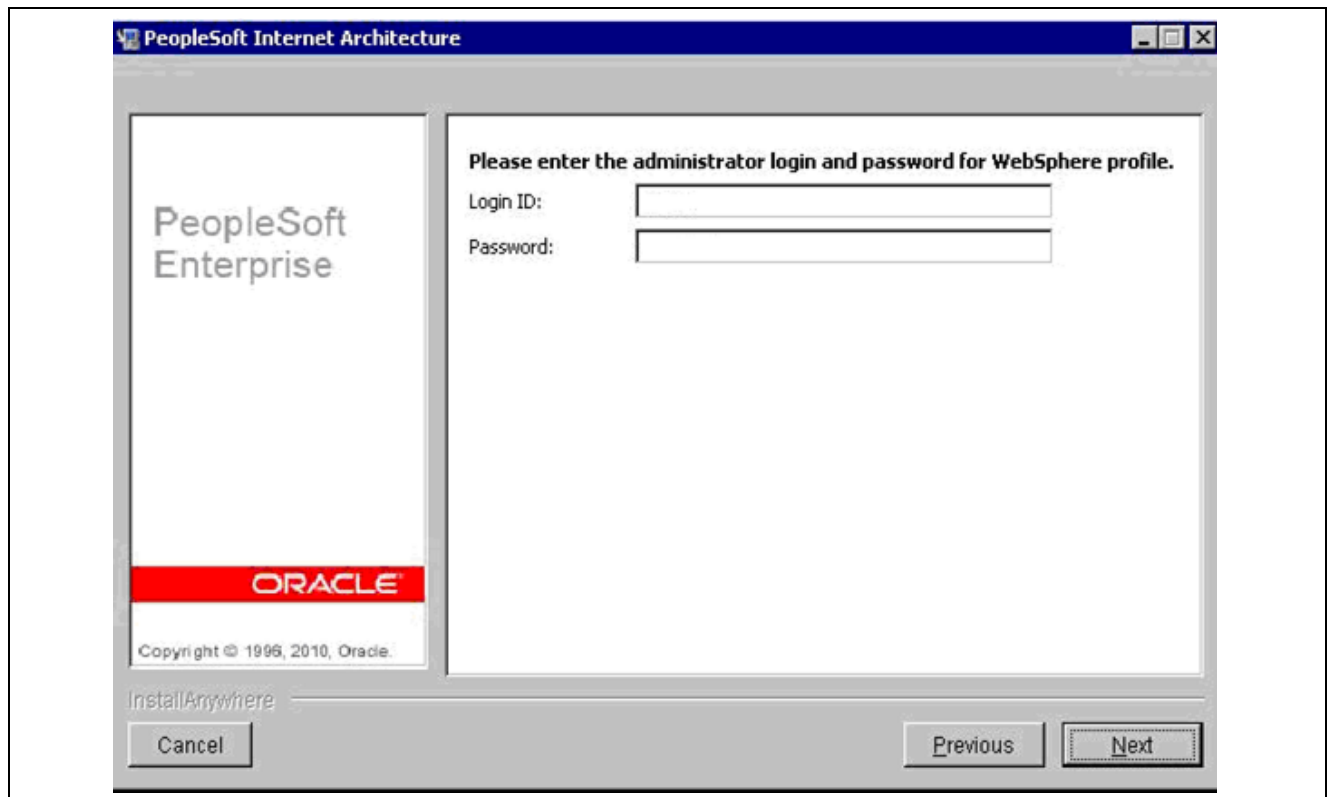 PeopleSoft Internet Architecture
PeopleSoft
Enterprise
ORACLE
Copyright © 1996, 2010, Oracle.
Please enter the administrator login and password for WebSphere profile.
Login ID:
Password:
InstallAnywhere
Cancel
Previous
Next